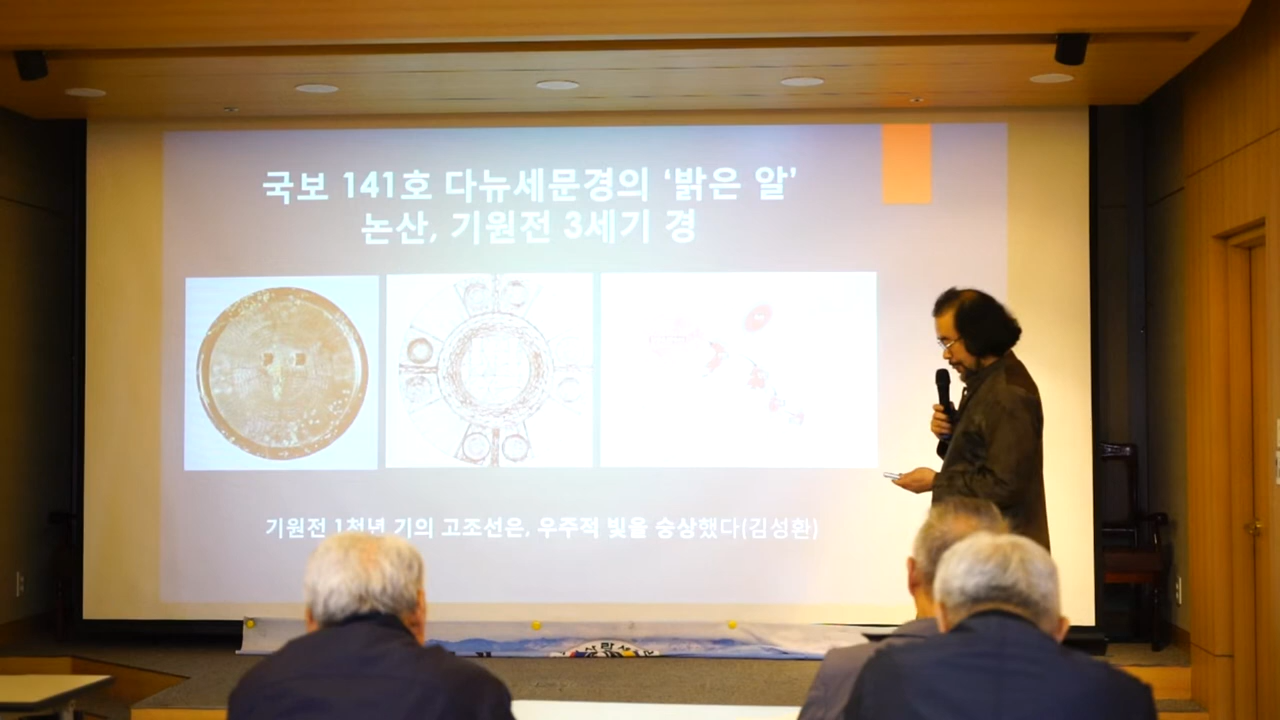 국보 141호 다뉴세문경의 ‘밝은 알’
논산, 기원전 3세기 경
기원전 1천년 기의 고조선은, 우주적 빛을 숭상했다(김성환)